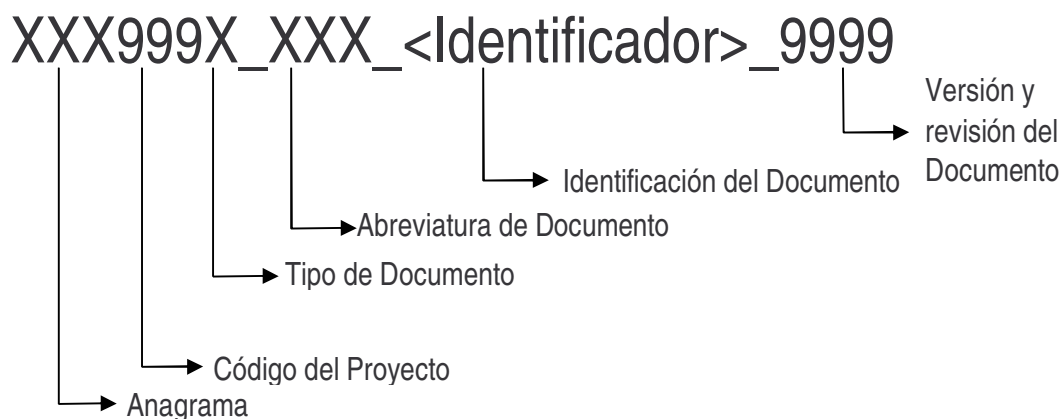 XXX999X_XXX_<Identificador>_9999
Versión y
revisión del
Documento
Identificación del Documento
Abreviatura de Documento
Tipo de Documento
Código del Proyecto
Anagrama